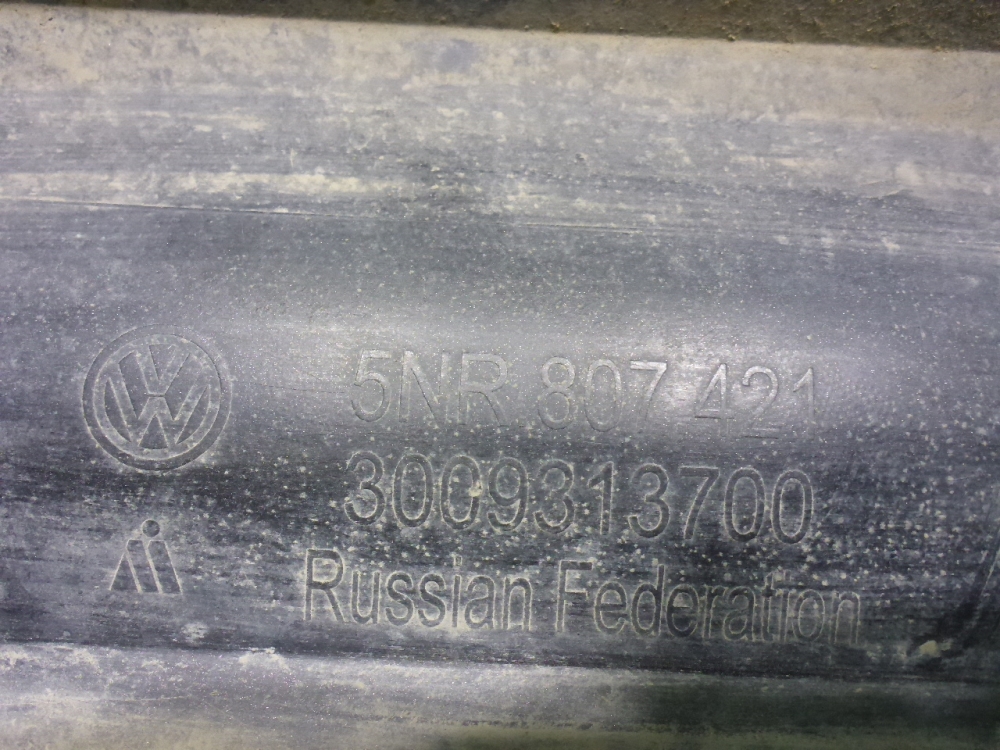 5NR 807 421
3009313700
Russian Federation